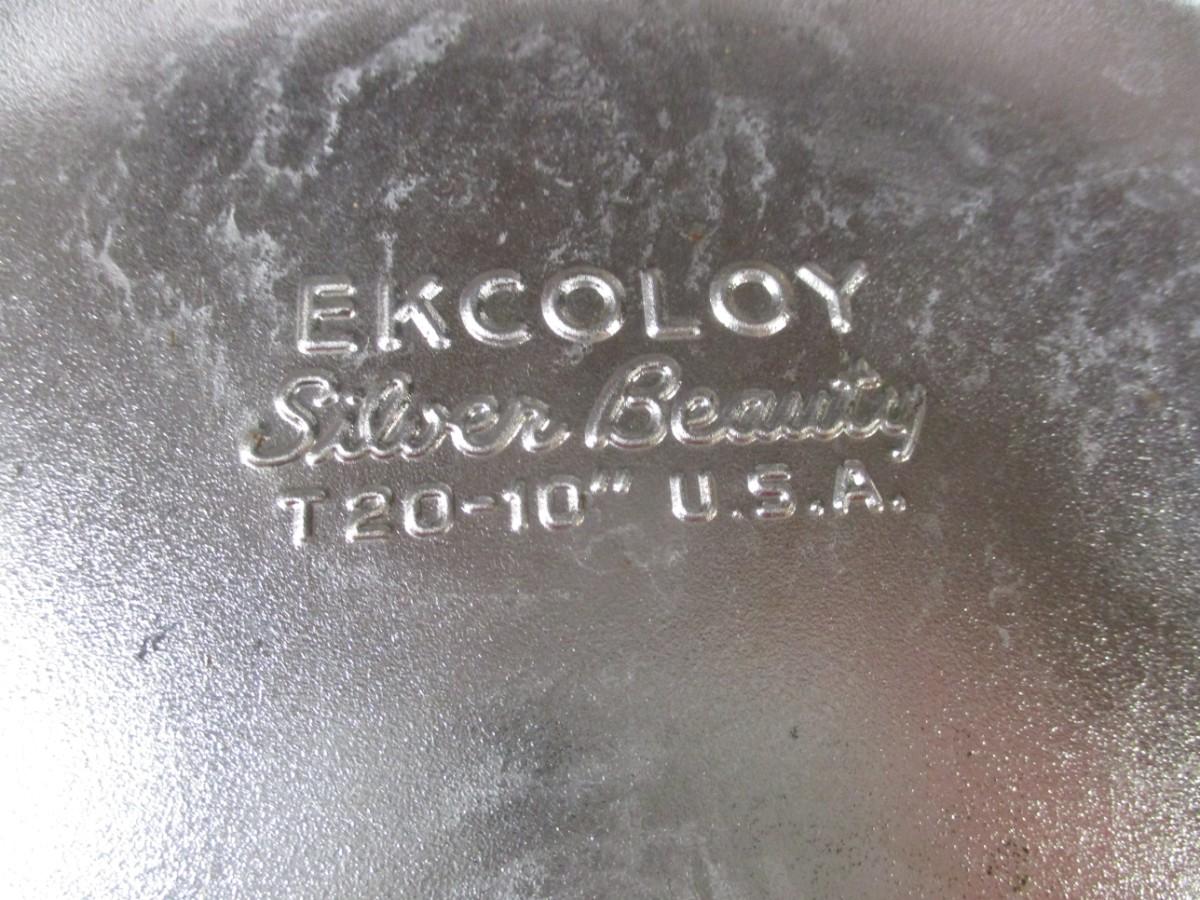 EKCOLOY
Silver Beauty
T20-10" U.S.A.